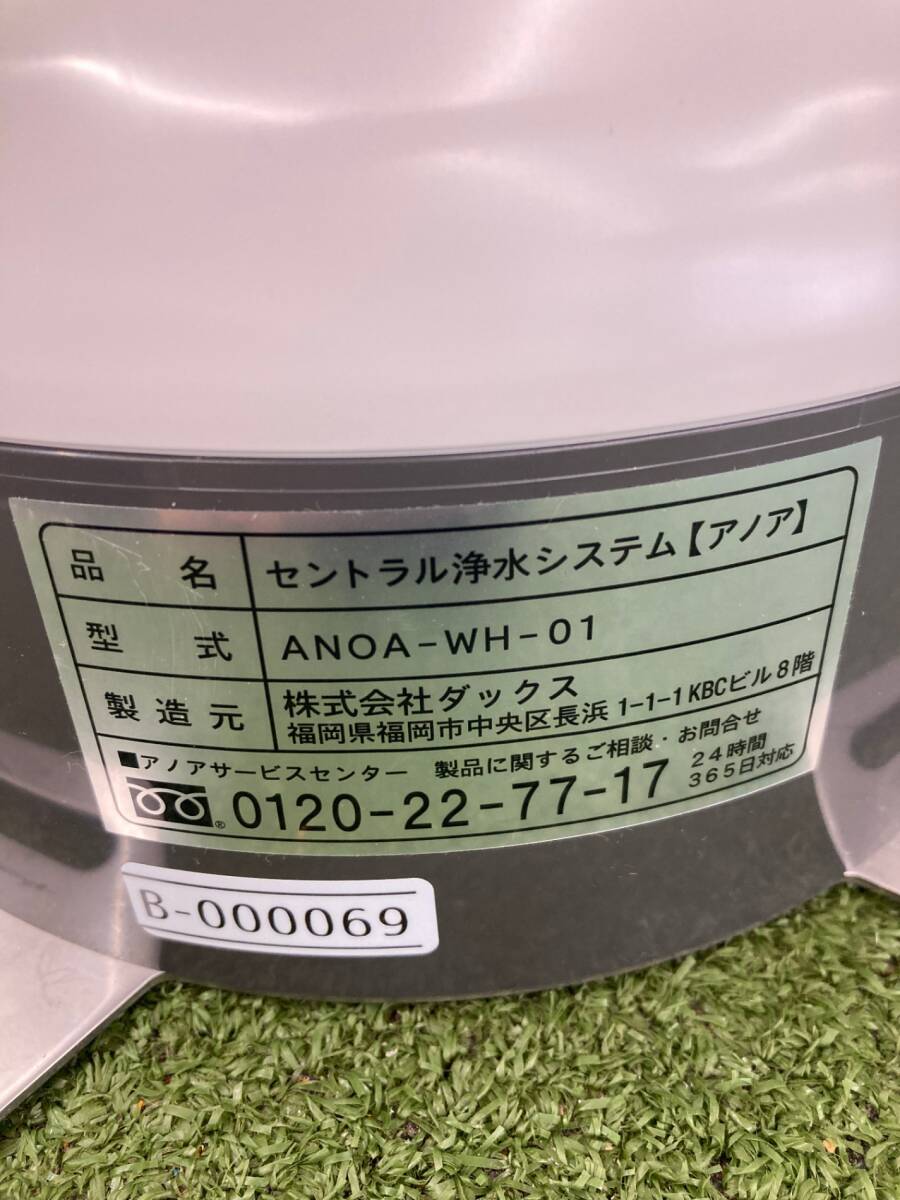 品名 セントラル浄水システム【アノア】
型式 ANOA-WH-01
製造元 株式会社ダックス
福岡県福岡市中央区長浜1-1-1KBCビル8階
■アノアサービスセンター 製品に関するご相談・お問合せ
0120-22-77-17 24時間
365日対応
B-000069